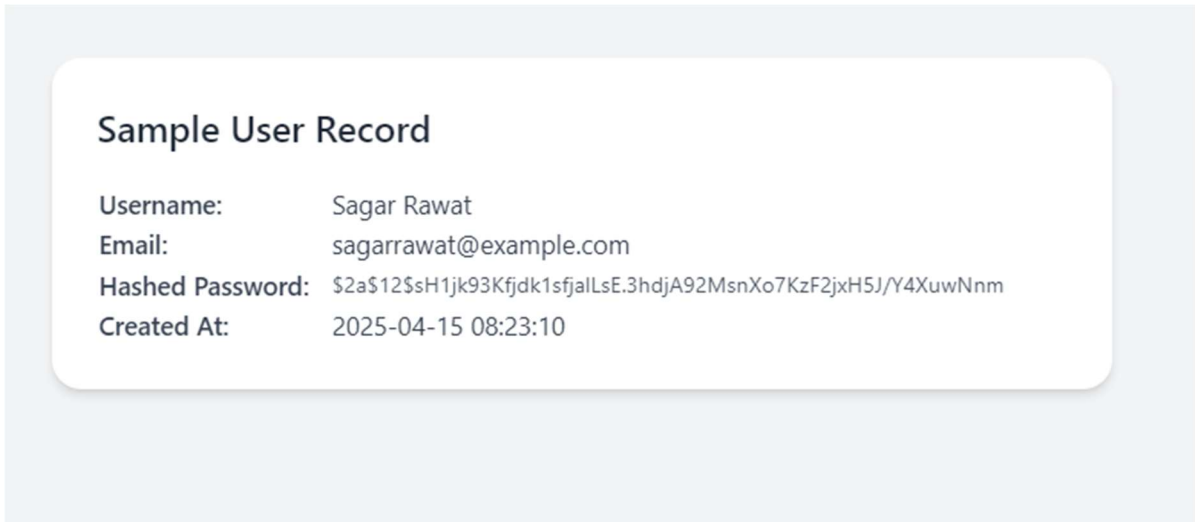 Sample User Record
Username: Sagar Rawat
Email: sagarrawat@example.com
Hashed Password: $2a$12$sH1jk93Kfjdk1sfjalLsE.3hdjA92MsnXo7KzF2jxH5J/Y4XuwNnm
Created At: 2025-04-15 08:23:10